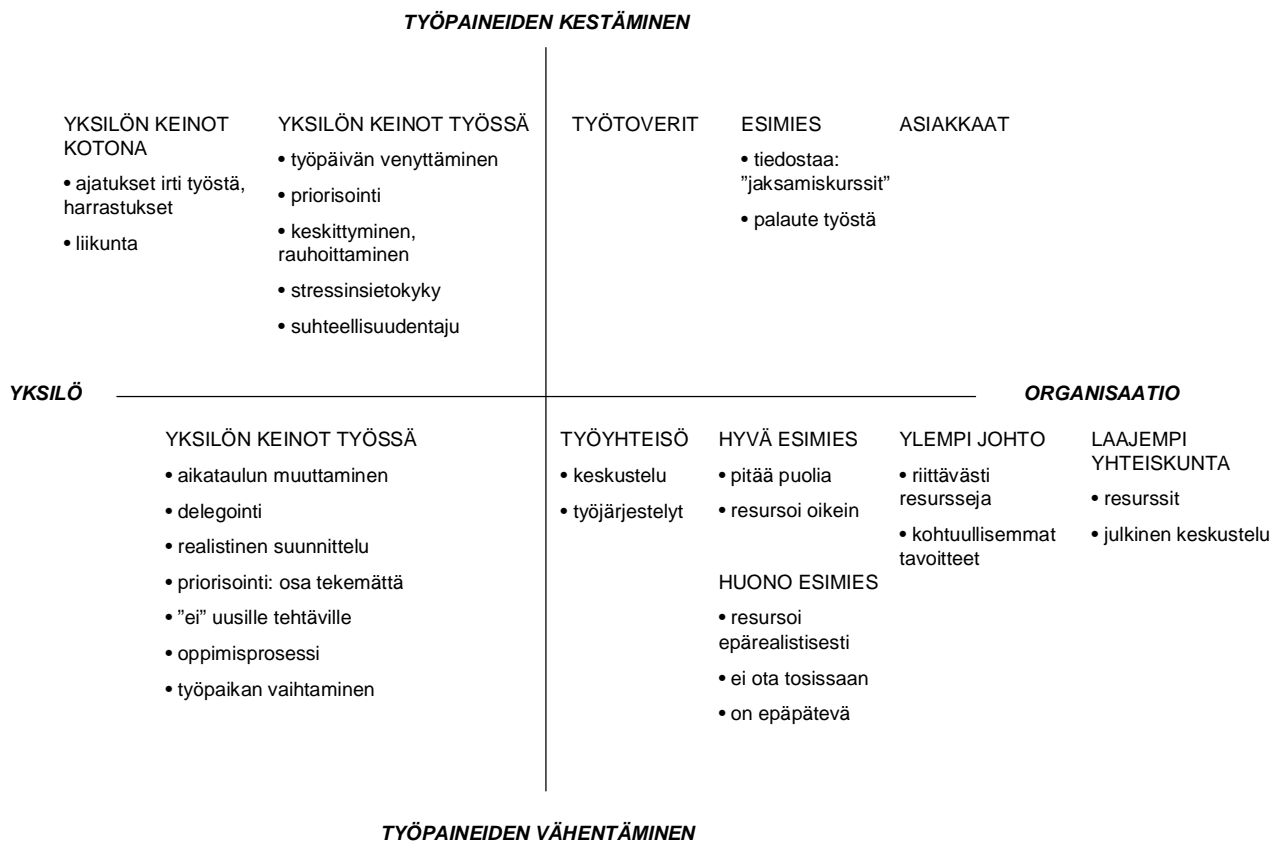 TYÖPAINEIDEN KESTÄMINEN
YKSILÖN KEINOT
KOTONA
• ajatukset irti työstä,
harrastukset
• liikunta
YKSILÖN KEINOT TYÖSSÄ
• työpäivän venyttäminen
• priorisointi
• keskittyminen,
rauhoittaminen
• stressinsietokyky
• suhteellisuudentaju
TYÖTOVERIT
ESIMIES
• tiedostaa:
”jaksamiskurssit”
• palaute työstä
ASIAKKAAT
YKSILÖ
ORGANISAATIO
YKSILÖN KEINOT TYÖSSÄ
• aikataulun muuttaminen
• delegointi
• realistinen suunnittelu
• priorisointi: osa tekemättä
• ”ei” uusille tehtäville
• oppimisprosessi
• työpaikan vaihtaminen
TYÖYHTEISÖ
• keskustelu
• työjärjestelyt
HYVÄ ESIMIES
• pitää puolia
• resursoi oikein
HUONO ESIMIES
• resursoi
epärealistisesti
• ei ota tosissaan
• on epäpätevä
YLEMPI JOHTO
• riittävästi
resursseja
• kohtuullisemmat
tavoitteet
LAAJEMPI
YHTEISKUNTA
• resurssit
• julkinen keskustelu
TYÖPAINEIDEN VÄHENTÄMINEN